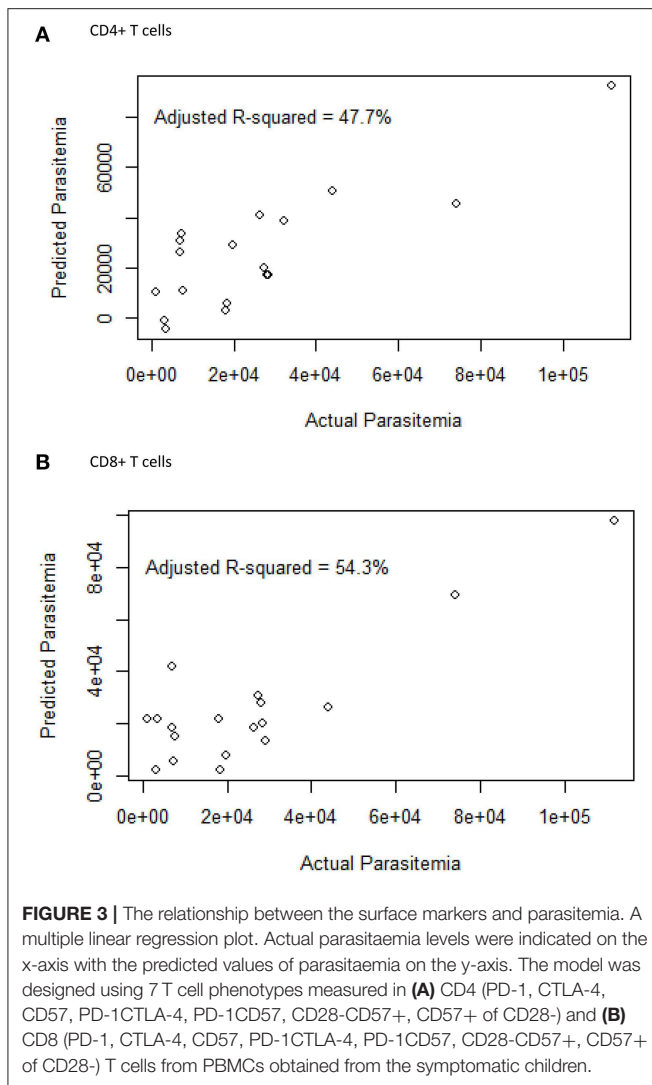 A CD4+ T cells
Adjusted R-squared = 47.7%
Predicted Parasitemia
60000
20000
0
0e+00 2e+04 4e+04 6e+04 8e+04 1e+05
Actual Parasitemia
B CD8+ T cells
Adjusted R-squared = 54.3%
Predicted Parasitemia
8e+04
4e+04
0e+00
0e+00 2e+04 4e+04 6e+04 8e+04 1e+05
Actual Parasitemia
FIGURE 3 | The relationship between the surface markers and parasitemia. A
multiple linear regression plot. Actual parasitaemia levels were indicated on the
x-axis with the predicted values of parasitaemia on the y-axis. The model was
designed using 7 T cell phenotypes measured in (A) CD4 (PD-1, CTLA-4,
CD57, PD-1CTLA-4, PD-1CD57, CD28-CD57+, CD57+ of CD28-) and (B)
CD8 (PD-1, CTLA-4, CD57, PD-1CTLA-4, PD-1CD57, CD28-CD57+, CD57+
of CD28-) T cells from PBMCs obtained from the symptomatic children.